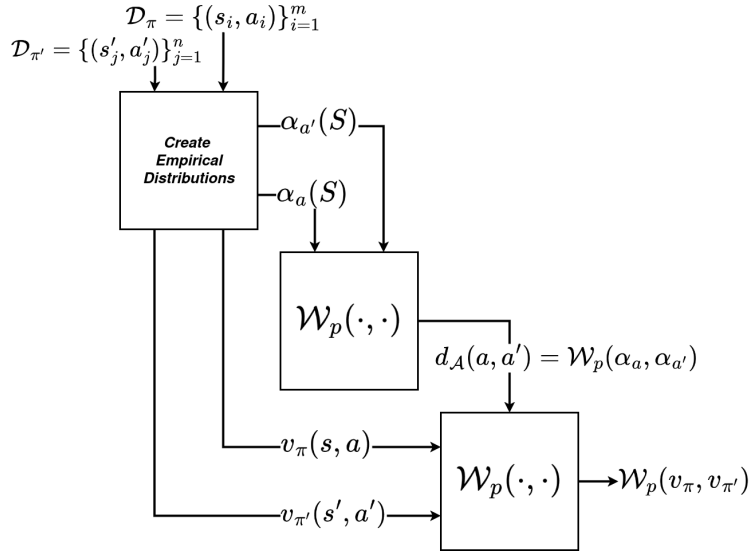 𝒟_π = {(s_i, a_i)}_{i=1}^m
𝒟_{π′} = {(s′_j, a′_j)}_{j=1}^n
Create
Empirical
Distributions
α_{a′}(S)
α_a(S)
𝒲_p(·, ·)
d_𝒜(a, a′) = 𝒲_p(α_a, α_{a′})
v_π(s, a)
𝒲_p(·, ·)
𝒲_p(v_π, v_{π′})
v_{π′}(s′, a′)